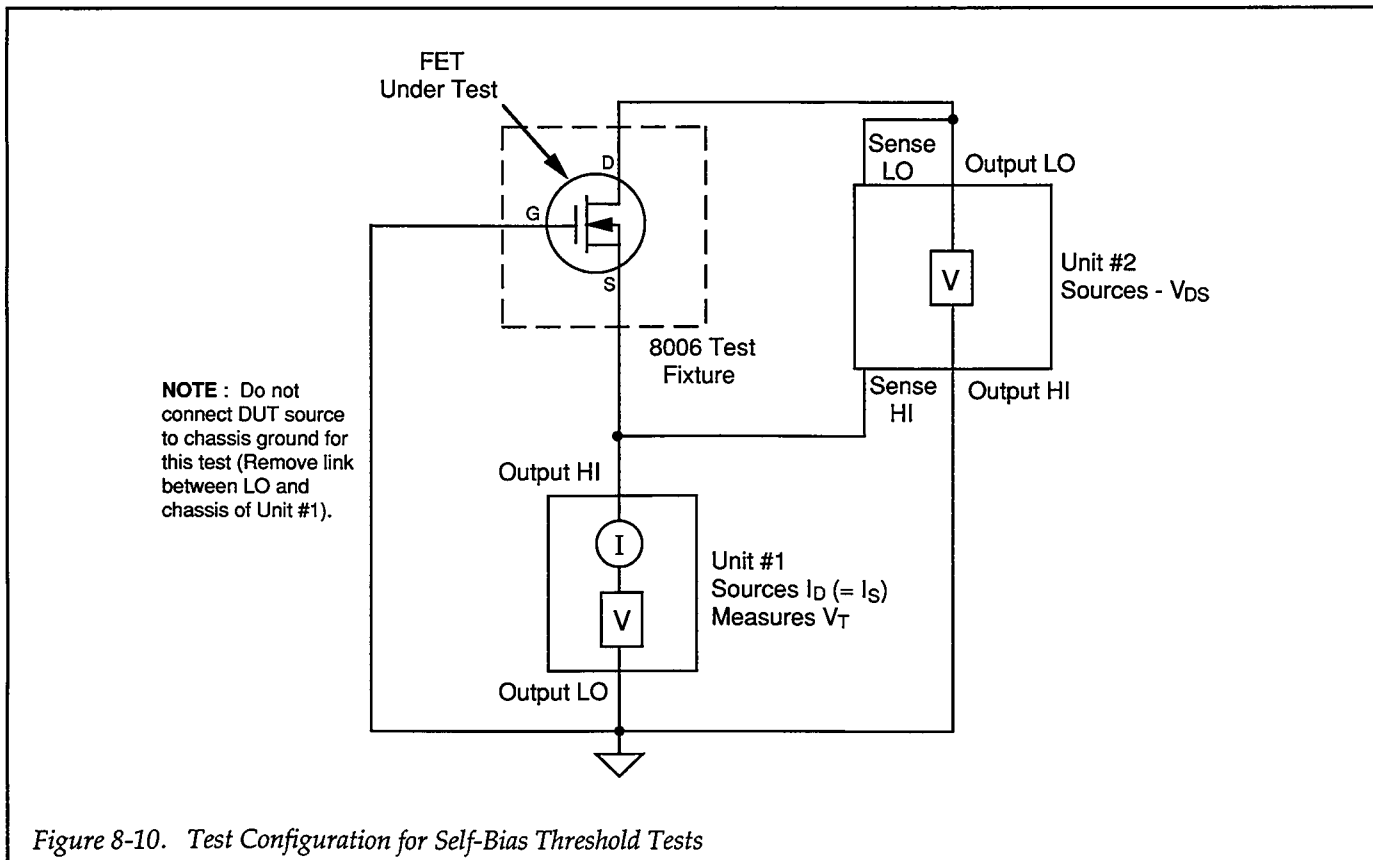 FET
Under Test
D
G
S
8006 Test
Fixture
Sense
LO
Output LO
V
Unit #2
Sources - VDS
Sense
HI
Output HI
NOTE : Do not
connect DUT source
to chassis ground for
this test (Remove link
between LO and
chassis of Unit #1).
Output HI
I
V
Unit #1
Sources ID (= IS)
Measures VT
Output LO
Figure 8-10. Test Configuration for Self-Bias Threshold Tests